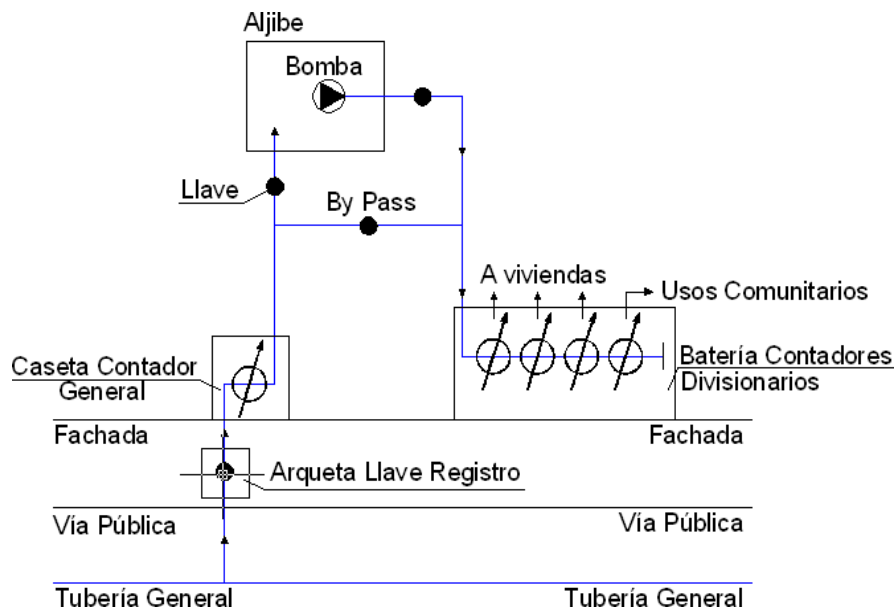 Aljibe
Bomba
Llave
By Pass
A viviendas
Usos Comunitarios
Caseta Contador
General
Batería Contadores
Divisionarios
Fachada
Fachada
Arqueta Llave Registro
Vía Pública
Vía Pública
Tubería General
Tubería General